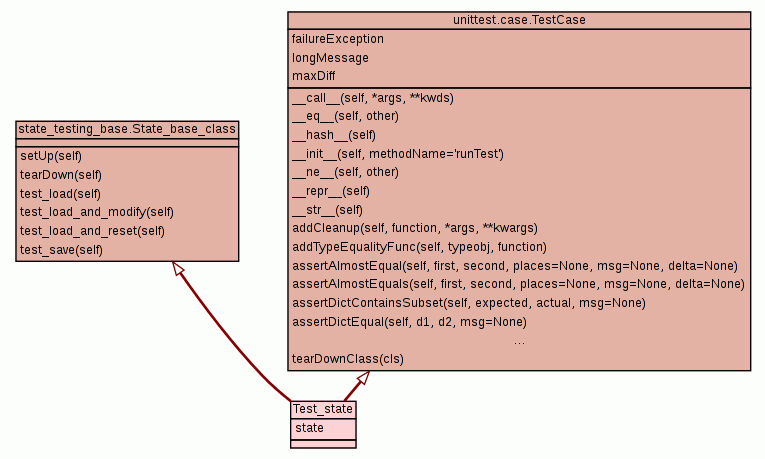 unittest.case.TestCase
failureException
longMessage
maxDiff
__call__(self, *args, **kwds)
__eq__(self, other)
__hash__(self)
__init__(self, methodName='runTest')
__ne__(self, other)
__repr__(self)
__str__(self)
addCleanup(self, function, *args, **kwargs)
addTypeEqualityFunc(self, typeobj, function)
assertAlmostEqual(self, first, second, places=None, msg=None, delta=None)
assertAlmostEquals(self, first, second, places=None, msg=None, delta=None)
assertDictContainsSubset(self, expected, actual, msg=None)
assertDictEqual(self, d1, d2, msg=None)
...
tearDownClass(cls)
state_testing_base.State_base_class
setUp(self)
tearDown(self)
test_load(self)
test_load_and_modify(self)
test_load_and_reset(self)
test_save(self)
Test_state
state